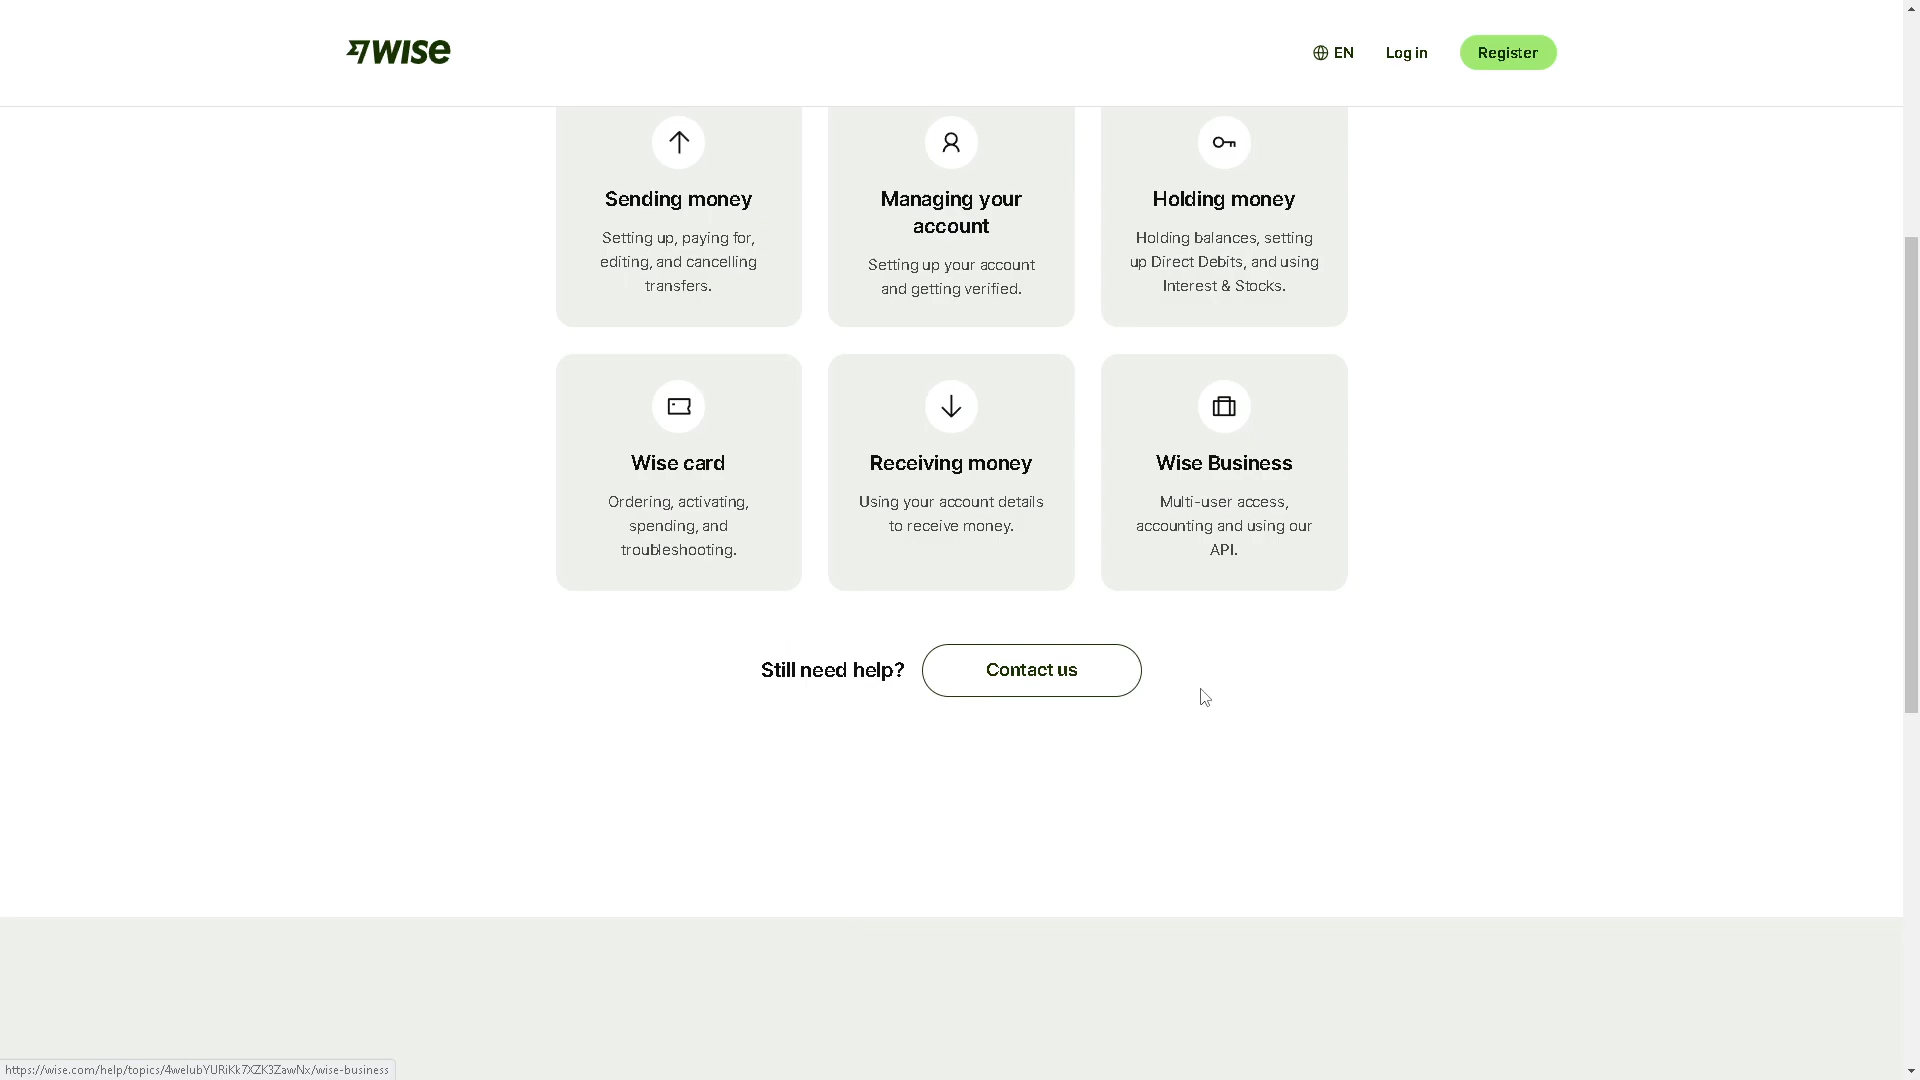 WISE
EN
Log in
Register
Sending money
Setting up, paying for,
editing, and cancelling
transfers.
Managing your
account
Setting up your account
and getting verified.
Holding money
Holding balances, setting
up Direct Debits, and using
Interest & Stocks.
Wise card
Ordering, activating,
spending, and
troubleshooting.
Receiving money
Using your account details
to receive money.
Wise Business
Multi-user access,
accounting and using our
API.
Still need help?
Contact us
https://wise.com/help/topics/4welubYURiKk7XZK3ZawNx/wise-business